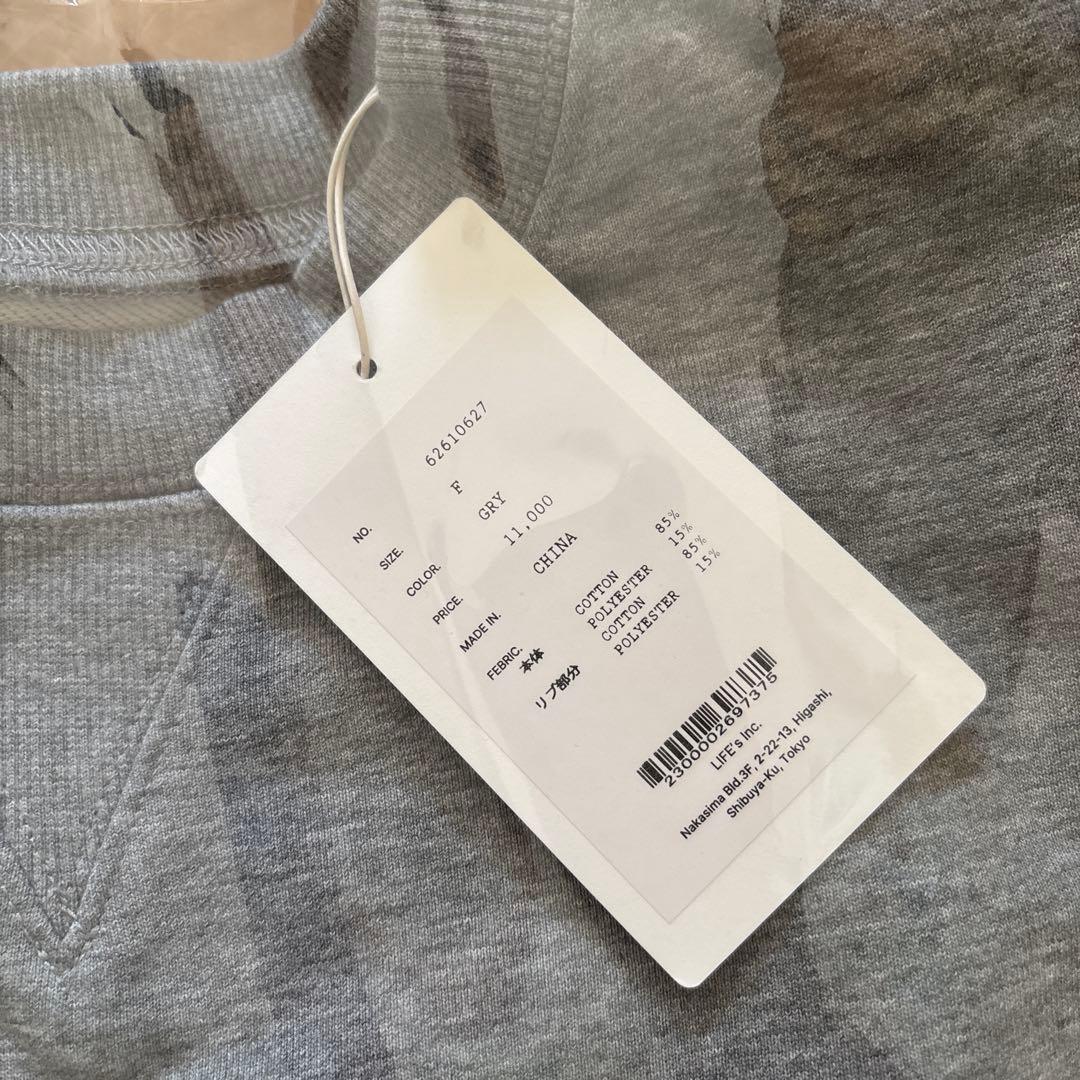 NO. 62610627
SIZE. F
COLOR. GRY
PRICE. 11,000
MADE IN. CHINA
FEBRIC.
本体 COTTON 85%
POLYESTER 15%
リブ部分 COTTON 85%
POLYESTER 15%
2300002697375
LIFE's Inc.
Nakasima Bld.3F, 2-22-13, Higashi,
Shibuya-Ku, Tokyo